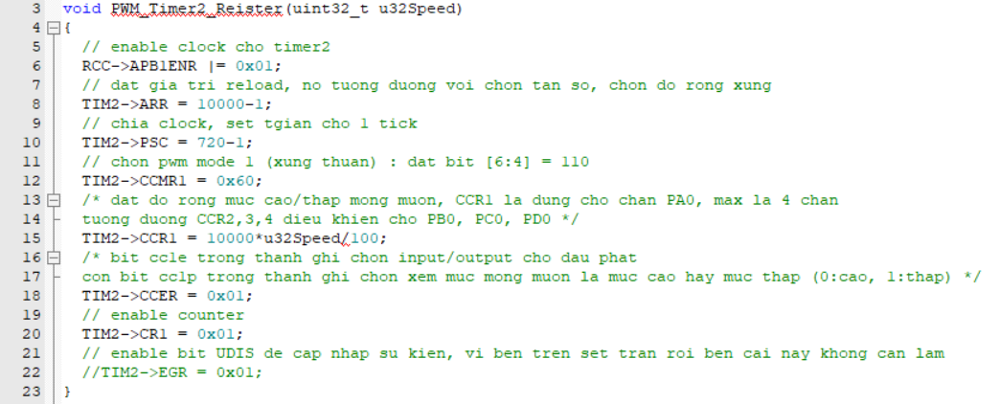 3 void PWM_Timer2_Reister(uint32_t u32Speed)
4 {
5 // enable clock cho timer2
6 RCC->APB1ENR |= 0x01;
7 // dat gia tri reload, no tuong duong voi chon tan so, chon do rong xung
8 TIM2->ARR = 10000-1;
9 // chia clock, set tgian cho 1 tick
10 TIM2->PSC = 720-1;
11 // chon pwm mode 1 (xung thuan) : dat bit [6:4] = 110
12 TIM2->CCMR1 = 0x60;
13 /* dat do rong muc cao/thap mong muon, CCR1 la dung cho chan PA0, max la 4 chan
14 tuong duong CCR2,3,4 dieu khien cho PB0, PC0, PD0 */
15 TIM2->CCR1 = 10000*u32Speed/100;
16 /* bit cc1e trong thanh ghi chon input/output cho dau phat
17 con bit cc1p trong thanh ghi chon xem muc mong muon la muc cao hay muc thap (0:cao, 1:thap) */
18 TIM2->CCER = 0x01;
19 // enable counter
20 TIM2->CR1 = 0x01;
21 // enable bit UDIS de cap nhap su kien, vi ben tren set tran roi ben cai nay khong can lam
22 //TIM2->EGR = 0x01;
23 }